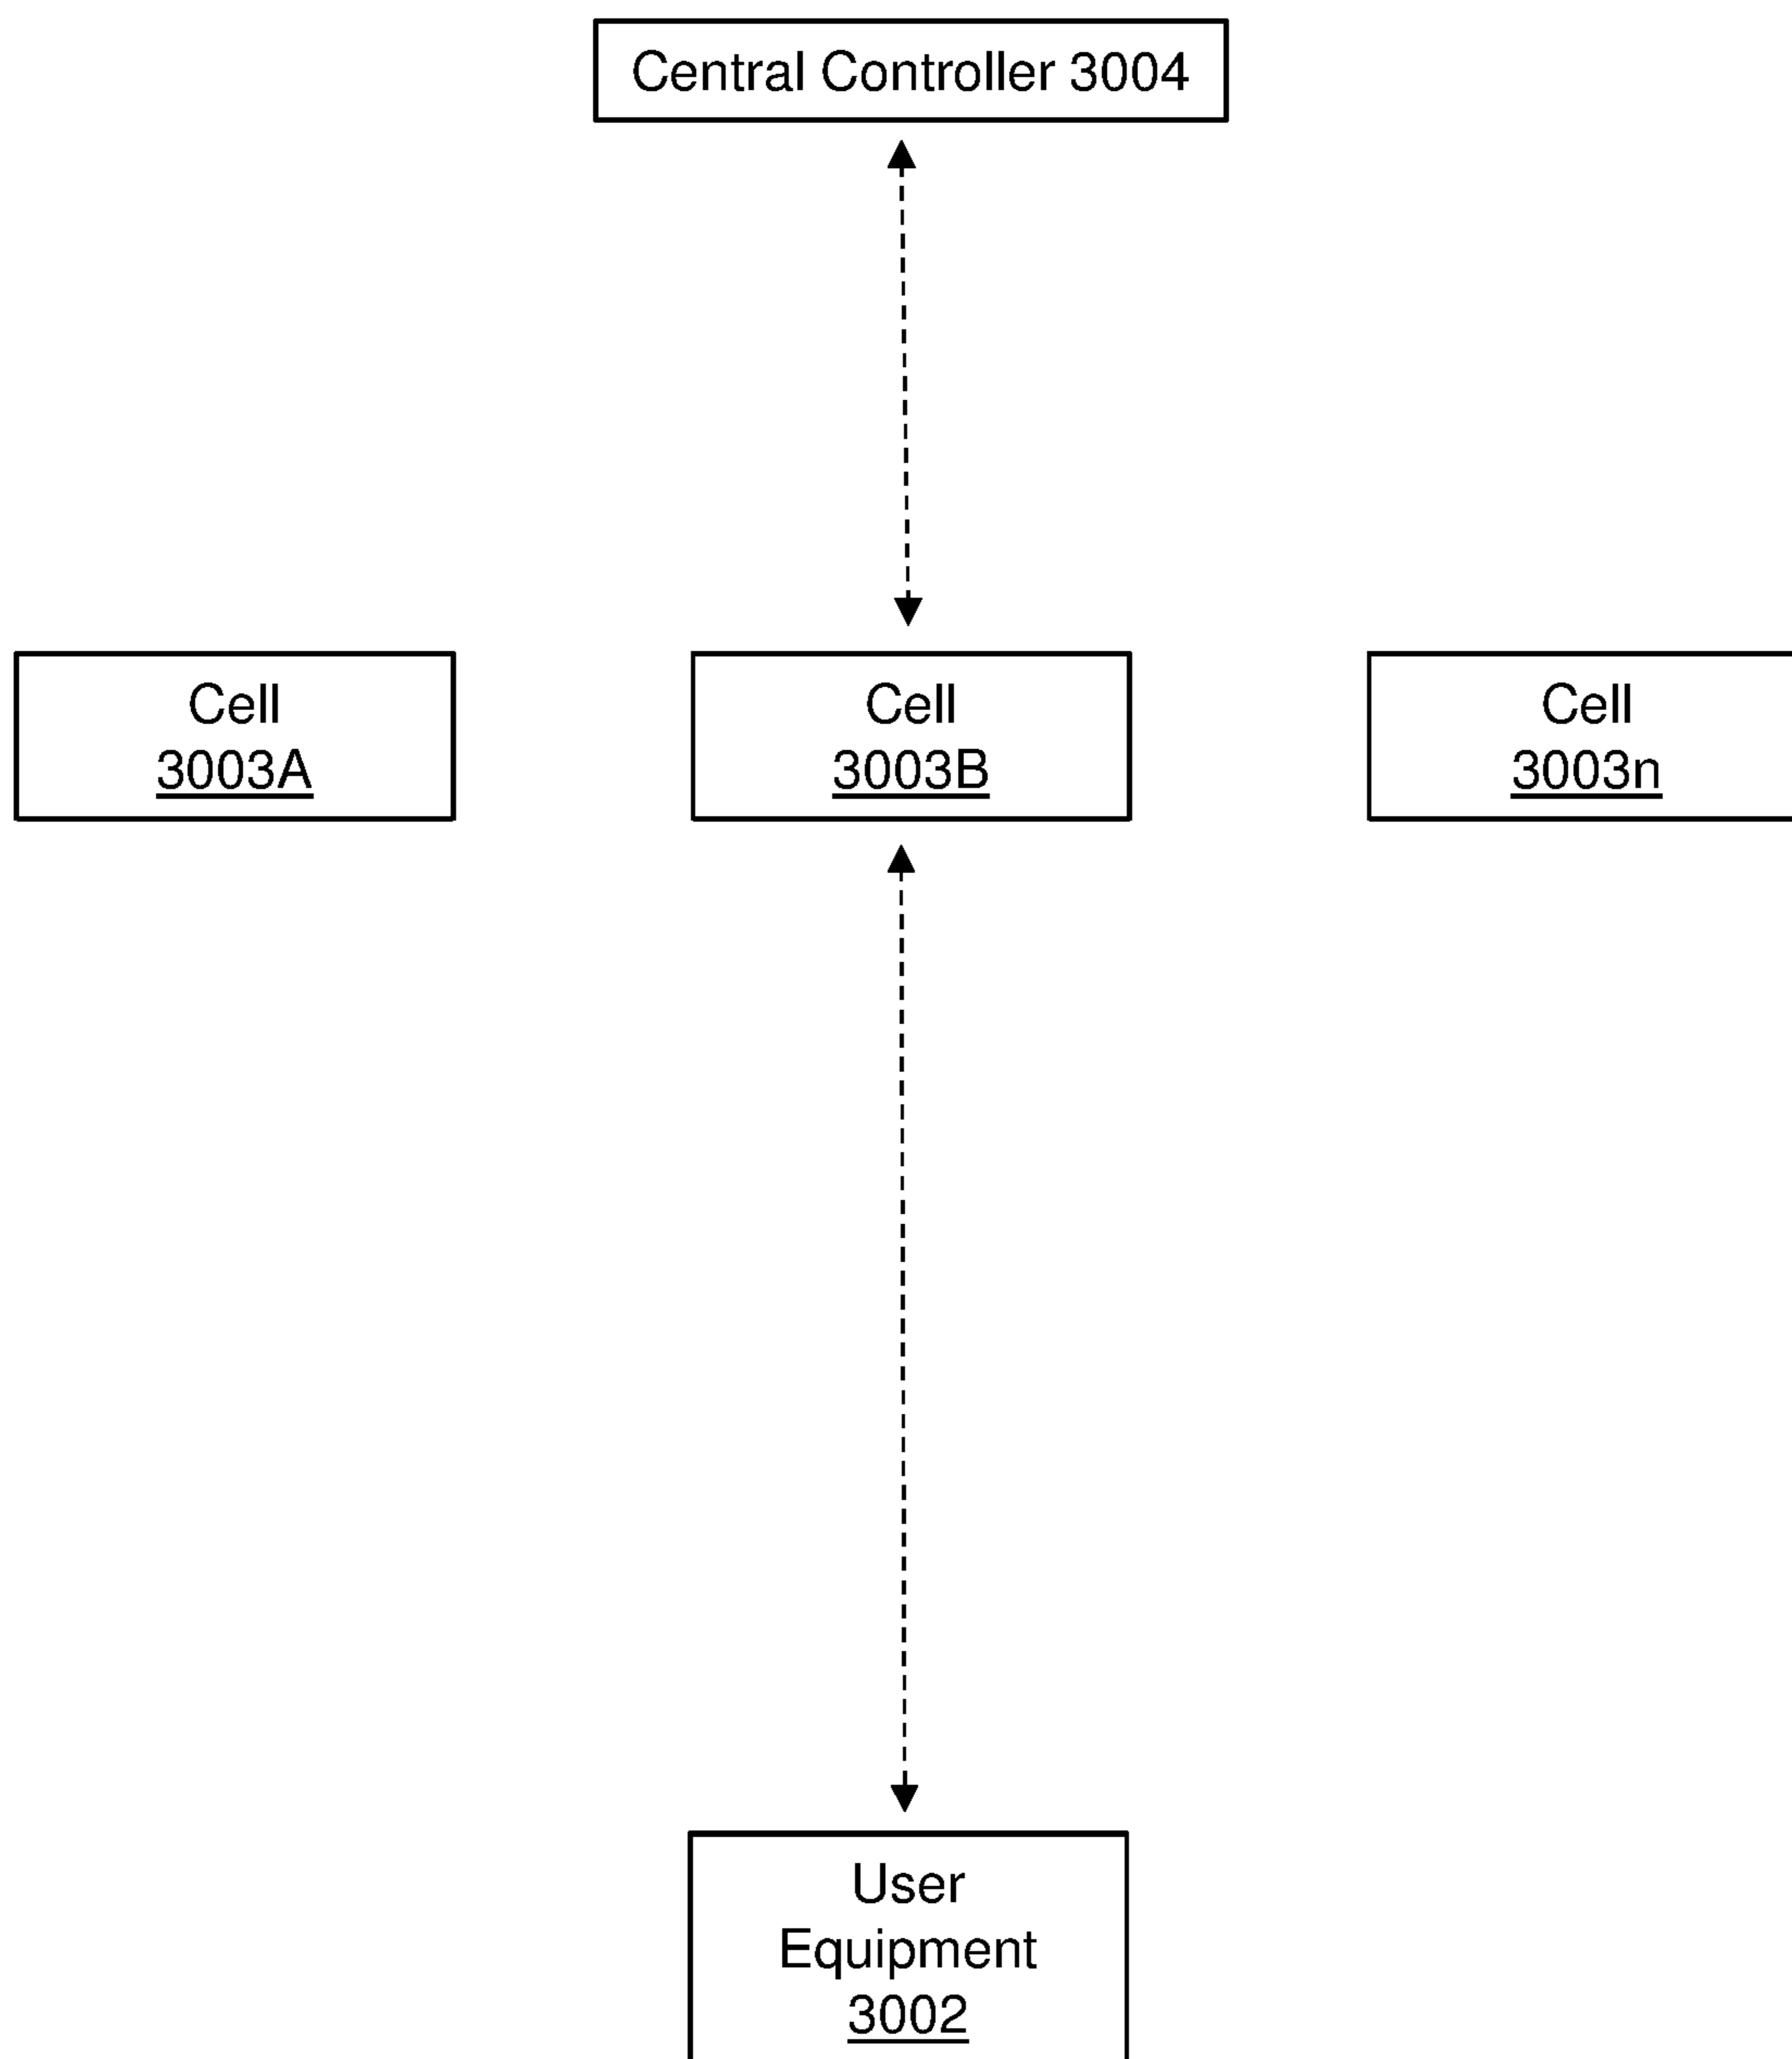 Central Controller 3004
Cell
3003A
Cell
3003B
Cell
3003n
User
Equipment
3002